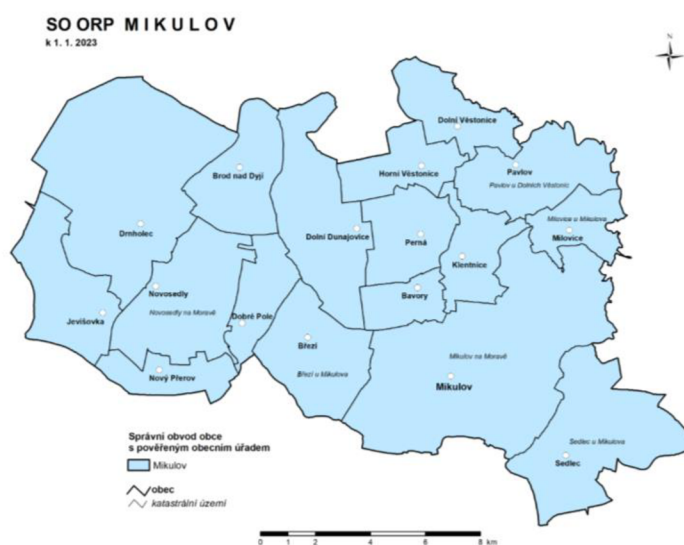 SO ORP MIKULOV
k 1. 1. 2023
N
Dolní Věstonice
Brod nad Dyjí
Horní Věstonice
Pavlov
Pavlov u Dolních Věstonic
Milovice u Mikulova
Drnholec
Dolní Dunajovice
Perná
Milovice
Klentnice
Novosedly
Bavory
Novosedly na Moravě
Jevišovka
Dobré Pole
Březí
Mikulov na Moravě
Nový Přerov
Březí u Mikulova
Mikulov
Správní obvod obce
s pověřeným obecním úřadem
Mikulov
Sedlec u Mikulova
Sedlec
obec
katastrální území
0 1 2 4 6 8 km